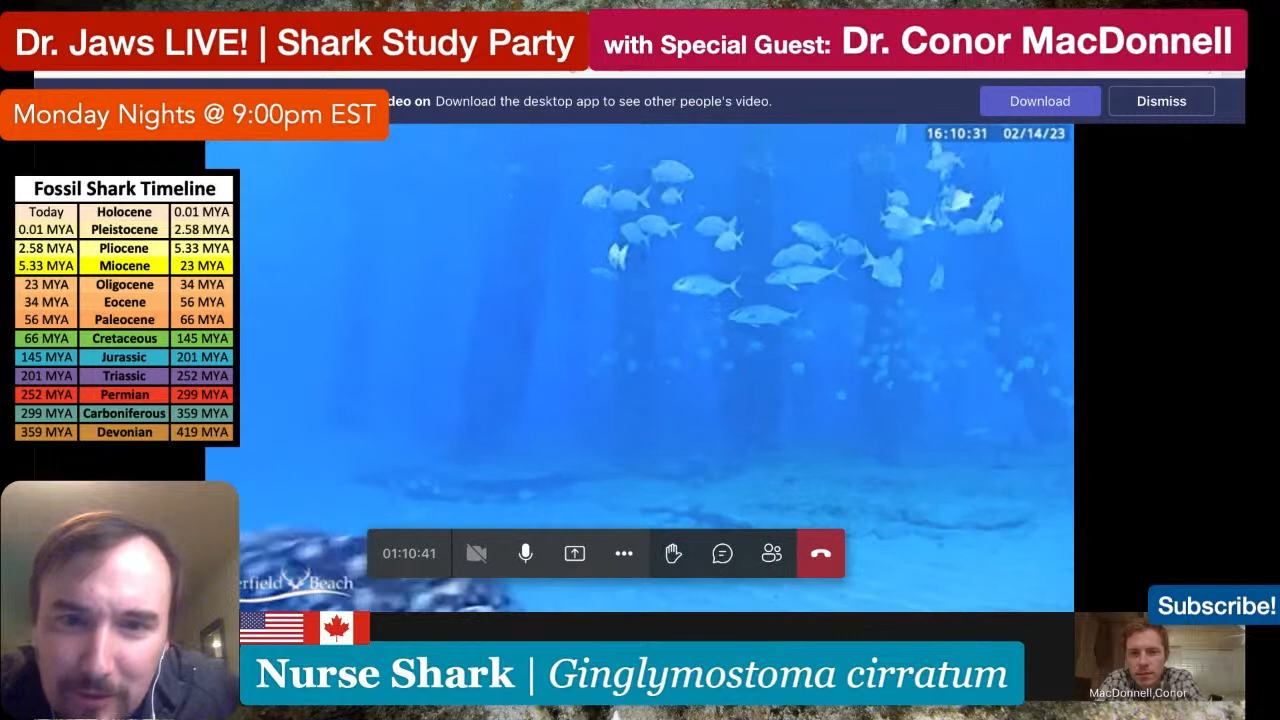 Dr. Jaws LIVE! | Shark Study Party
with Special Guest: Dr. Conor MacDonnell
Monday Nights @ 9:00pm EST
deo on Download the desktop app to see other people's video.
Download
Dismiss
16:10:31 02/14/23
Fossil Shark Timeline
Today Holocene 0.01 MYA
0.01 MYA Pleistocene 2.58 MYA
2.58 MYA Pliocene 5.33 MYA
5.33 MYA Miocene 23 MYA
23 MYA Oligocene 34 MYA
34 MYA Eocene 56 MYA
56 MYA Paleocene 66 MYA
66 MYA Cretaceous 145 MYA
145 MYA Jurassic 201 MYA
201 MYA Triassic 252 MYA
252 MYA Permian 299 MYA
299 MYA Carboniferous 359 MYA
359 MYA Devonian 419 MYA
01:10:41
erfield Beach
Subscribe!
Nurse Shark | Ginglymostoma cirratum
MacDonnell,Conor